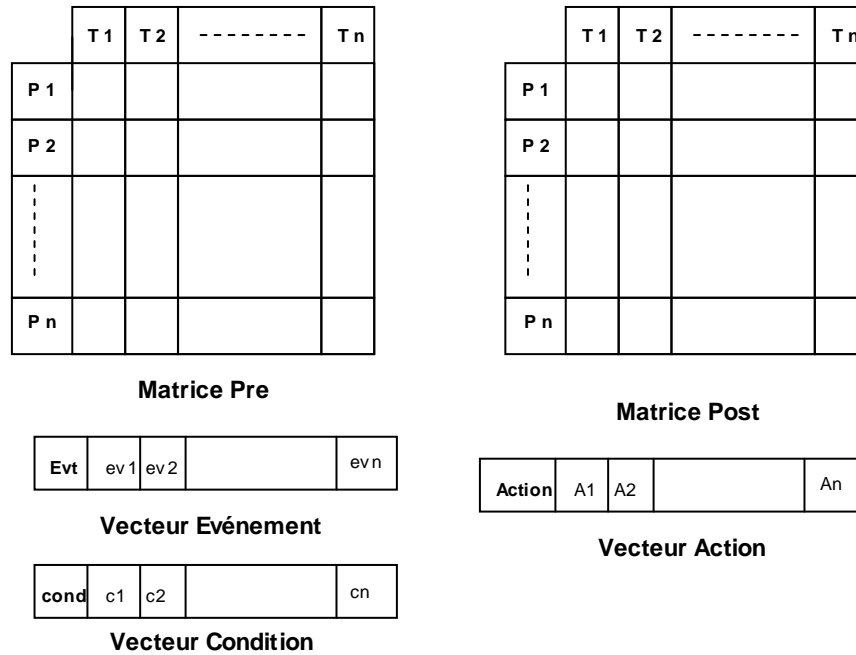 T 1 T 2 T n
P 1
P 2
P n
Matrice Pre
T 1 T 2 T n
P 1
P 2
P n
Matrice Post
Evt ev 1 ev 2 ev n
Vecteur Evénement
Action A1 A2 An
Vecteur Action
cond c1 c2 cn
Vecteur Condition